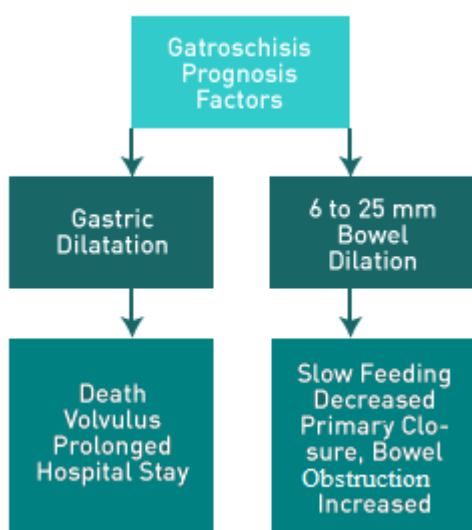 Gatroschisis
Prognosis
Factors
Gastric
Dilatation
6 to 25 mm
Bowel
Dilation
Death
Volvulus
Prolonged
Hospital Stay
Slow Feeding
Decreased
Primary Clo-
sure, Bowel
Obstruction
Increased